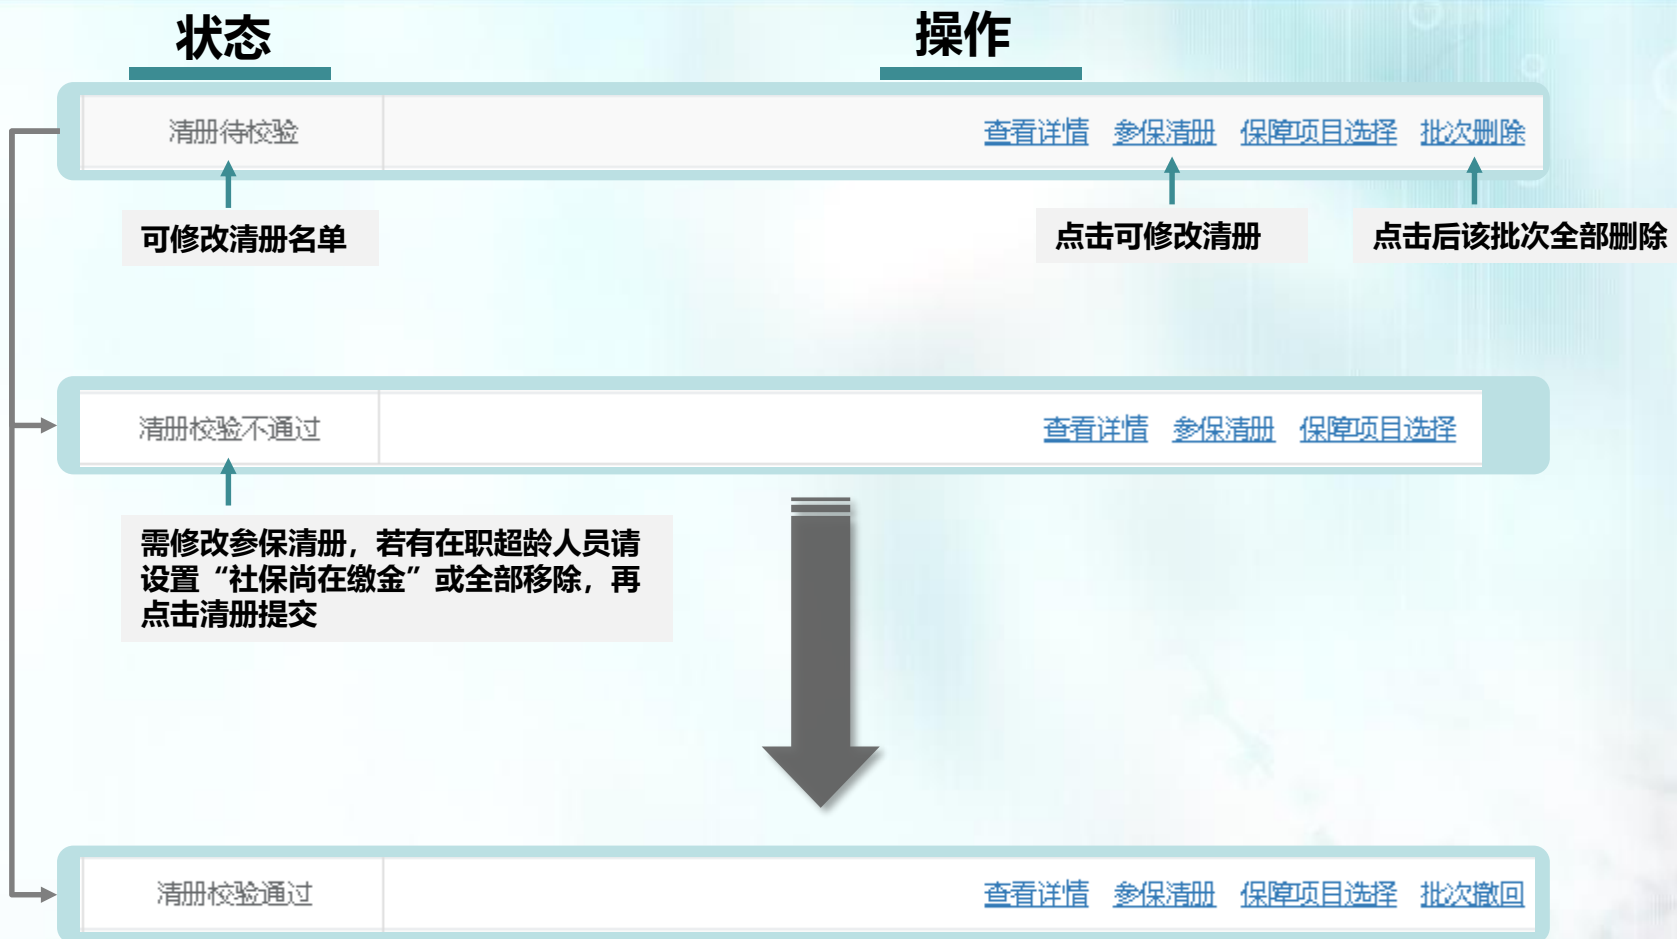 状态
操作
清册待校验
查看详情 参保清册 保障项目选择 批次删除
可修改清册名单
点击可修改清册
点击后该批次全部删除
清册校验不通过
查看详情 参保清册 保障项目选择
需修改参保清册，若有在职超龄人员请
设置“社保尚在缴金”或全部移除，再
点击清册提交
清册校验通过
查看详情 参保清册 保障项目选择 批次撤回